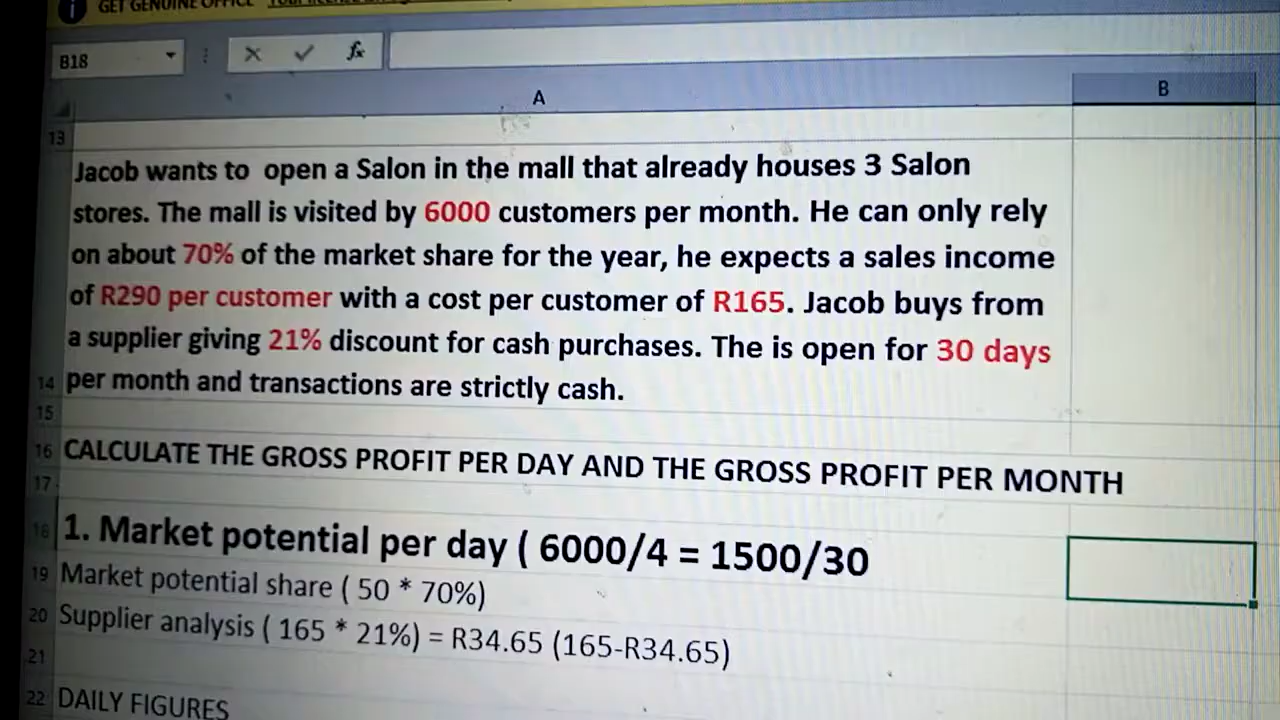 GET GENUINE OFFICE
B18
fx
A
B
13
Jacob wants to open a Salon in the mall that already houses 3 Salon
stores. The mall is visited by 6000 customers per month. He can only rely
on about 70% of the market share for the year, he expects a sales income
of R290 per customer with a cost per customer of R165. Jacob buys from
a supplier giving 21% discount for cash purchases. The is open for 30 days
14 per month and transactions are strictly cash.
15
16 CALCULATE THE GROSS PROFIT PER DAY AND THE GROSS PROFIT PER MONTH
17
18 1. Market potential per day ( 6000/4 = 1500/30
19 Market potential share ( 50 * 70%)
20 Supplier analysis ( 165 * 21%) = R34.65 (165-R34.65)
21
22 DAILY FIGURES